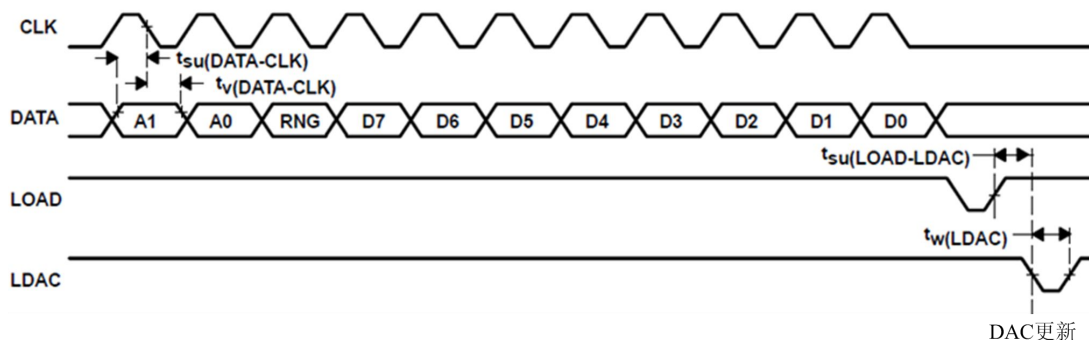 CLK
tsu(DATA-CLK)
tv(DATA-CLK)
DATA A1 A0 RNG D7 D6 D5 D4 D3 D2 D1 D0
tsu(LOAD-LDAC)
LOAD
tw(LDAC)
LDAC
DAC更新